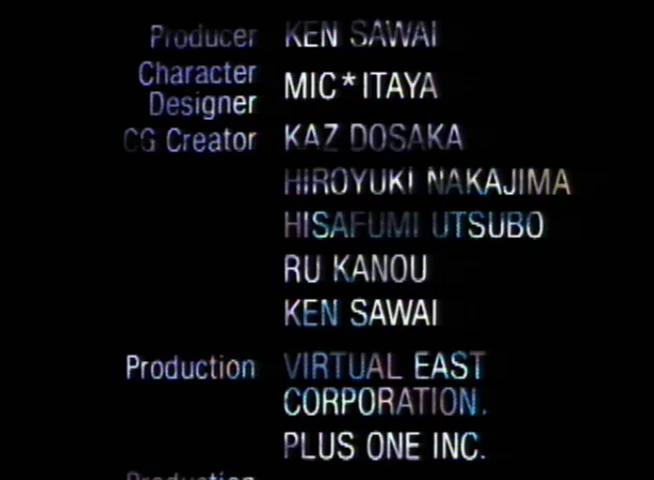 Producer KEN SAWAI
Character
Designer MIC*ITAYA
CG Creator KAZ DOSAKA
HIROYUKI NAKAJIMA
HISAFUMI UTSUBO
RU KANOU
KEN SAWAI
Production VIRTUAL EAST
CORPORATION.
PLUS ONE INC.
Production